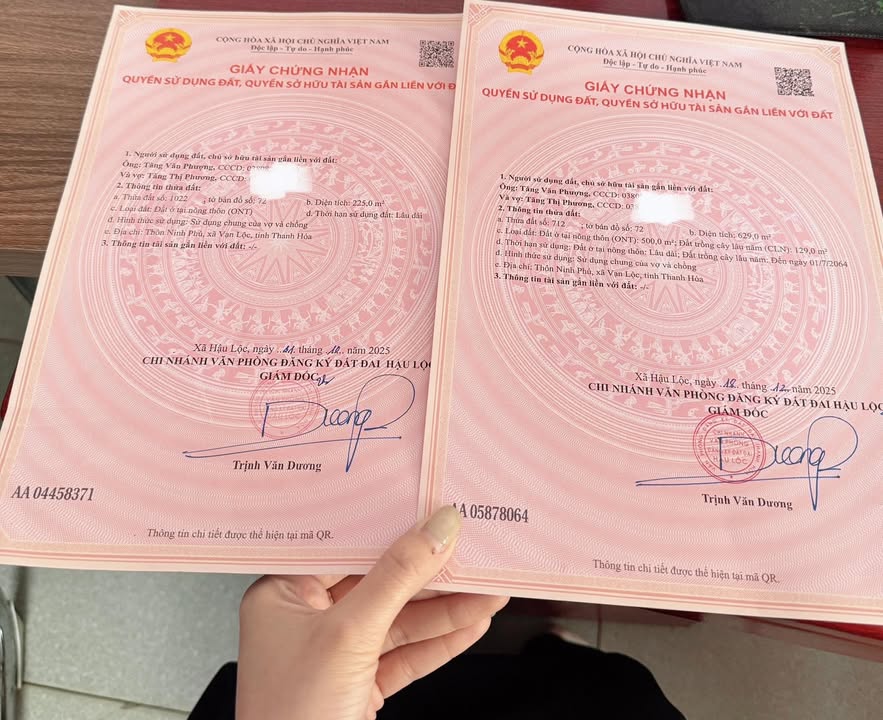 CỘNG HÒA XÃ HỘI CHỦ NGHĨA VIỆT NAM
Độc lập - Tự do - Hạnh phúc
GIẤY CHỨNG NHẬN
QUYỀN SỬ DỤNG ĐẤT, QUYỀN SỞ HỮU TÀI SẢN GẮN LIỀN VỚI Đ
1. Người sử dụng đất, chủ sở hữu tài sản gắn liền với đất:
Ông: Tăng Văn Phượng, CCCD:
Và vợ: Tăng Thị Phương, CCCD:
2. Thông tin thửa đất:
a. Thửa đất số: 1022 , tờ bản đồ số: 72 b. Diện tích: 225,0 m²
c. Loại đất: Đất ở tại nông thôn (ONT) d. Thời hạn sử dụng đất: Lâu dài
đ. Hình thức sử dụng: Sử dụng chung của vợ và chồng
e. Địa chỉ: Thôn Ninh Phú, xã Vạn Lộc, tỉnh Thanh Hóa
3. Thông tin tài sản gắn liền với đất: -/-
Xã Hậu Lộc, ngày ..11. tháng .12.. năm 2025
CHI NHÁNH VĂN PHÒNG ĐĂNG KÝ ĐẤT ĐAI HẬU LỘC
GIÁM ĐỐC
Dương
Trịnh Văn Dương
AA 04458371
Thông tin chi tiết được thể hiện tại mã QR.
CỘNG HÒA XÃ HỘI CHỦ NGHĨA VIỆT NAM
Độc lập - Tự do - Hạnh phúc
GIẤY CHỨNG NHẬN
QUYỀN SỬ DỤNG ĐẤT, QUYỀN SỞ HỮU TÀI SẢN GẮN LIỀN VỚI ĐẤT
1. Người sử dụng đất, chủ sở hữu tài sản gắn liền với đất:
Ông: Tăng Văn Phượng, CCCD: 038
Và vợ: Tăng Thị Phương, CCCD: 03
2. Thông tin thửa đất:
a. Thửa đất số: 712 , tờ bản đồ số: 72 b. Diện tích: 629,0 m²
c. Loại đất: Đất ở tại nông thôn (ONT): 500,0 m²; Đất trồng cây lâu năm (CLN): 129,0 m²
d. Thời hạn sử dụng: Đất ở tại nông thôn: Lâu dài; Đất trồng cây lâu năm: Đến ngày 01/7/2064
đ. Hình thức sử dụng: Sử dụng chung của vợ và chồng
e. Địa chỉ: Thôn Ninh Phú, xã Vạn Lộc, tỉnh Thanh Hóa
3. Thông tin tài sản gắn liền với đất: -/-
Xã Hậu Lộc, ngày ..18. tháng .12.. năm 2025
CHI NHÁNH VĂN PHÒNG ĐĂNG KÝ ĐẤT ĐAI HẬU LỘC
GIÁM ĐỐC
CHI NHÁNH
VĂN PHÒNG
ĐĂNG KÝ ĐẤT ĐAI
HẬU LỘC
Dương
Trịnh Văn Dương
AA 05878064
Thông tin chi tiết được thể hiện tại mã QR.